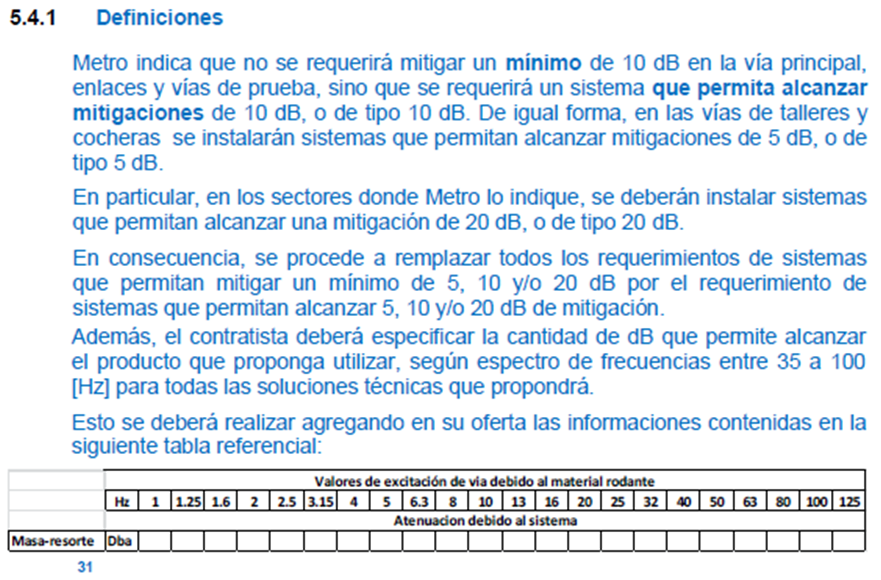 5.4.1 Definiciones
Metro indica que no se requerirá mitigar un mínimo de 10 dB en la vía principal,
enlaces y vías de prueba, sino que se requerirá un sistema que permita alcanzar
mitigaciones de 10 dB, o de tipo 10 dB. De igual forma, en las vías de talleres y
cocheras se instalarán sistemas que permitan alcanzar mitigaciones de 5 dB, o de
tipo 5 dB.
En particular, en los sectores donde Metro lo indique, se deberán instalar sistemas
que permitan alcanzar una mitigación de 20 dB, o de tipo 20 dB.
En consecuencia, se procede a remplazar todos los requerimientos de sistemas
que permitan mitigar un mínimo de 5, 10 y/o 20 dB por el requerimiento de
sistemas que permitan alcanzar 5, 10 y/o 20 dB de mitigación.
Además, el contratista deberá especificar la cantidad de dB que permite alcanzar
el producto que proponga utilizar, según espectro de frecuencias entre 35 a 100
[Hz] para todas las soluciones técnicas que propondrá.
Esto se deberá realizar agregando en su oferta las informaciones contenidas en la
siguiente tabla referencial:
Valores de excitación de via debido al material rodante
Hz 1 1.25 1.6 2 2.5 3.15 4 5 6.3 8 10 13 16 20 25 32 40 50 63 80 100 125
Atenuacion debido al sistema
Masa-resorte Dba
31